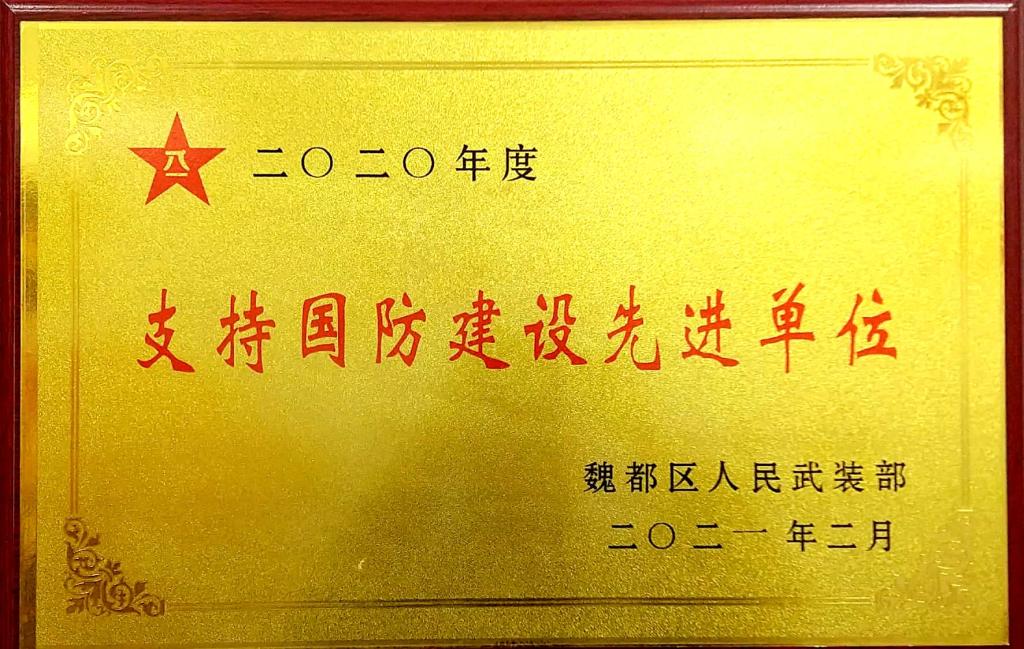 八一
二〇二〇年度
支持国防建设先进单位
魏都区人民武装部
二〇二一年二月